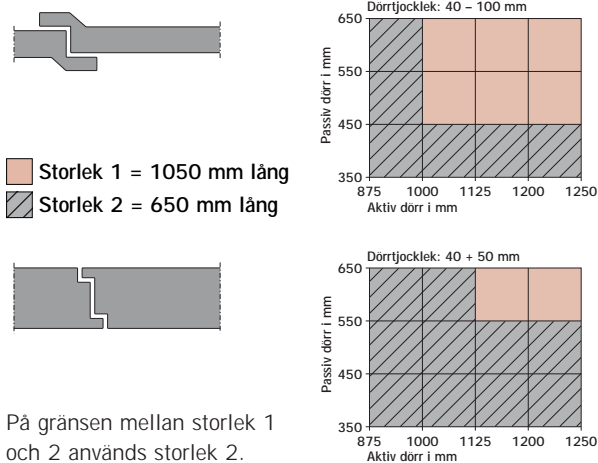 Dörrtjocklek: 40 – 100 mm
650
550
450
350
Passiv dörr i mm
875 1000 1125 1200 1250
Aktiv dörr i mm
Storlek 1 = 1050 mm lång
Storlek 2 = 650 mm lång
Dörrtjocklek: 40 + 50 mm
650
550
450
350
Passiv dörr i mm
875 1000 1125 1200 1250
Aktiv dörr i mm
På gränsen mellan storlek 1
och 2 används storlek 2.